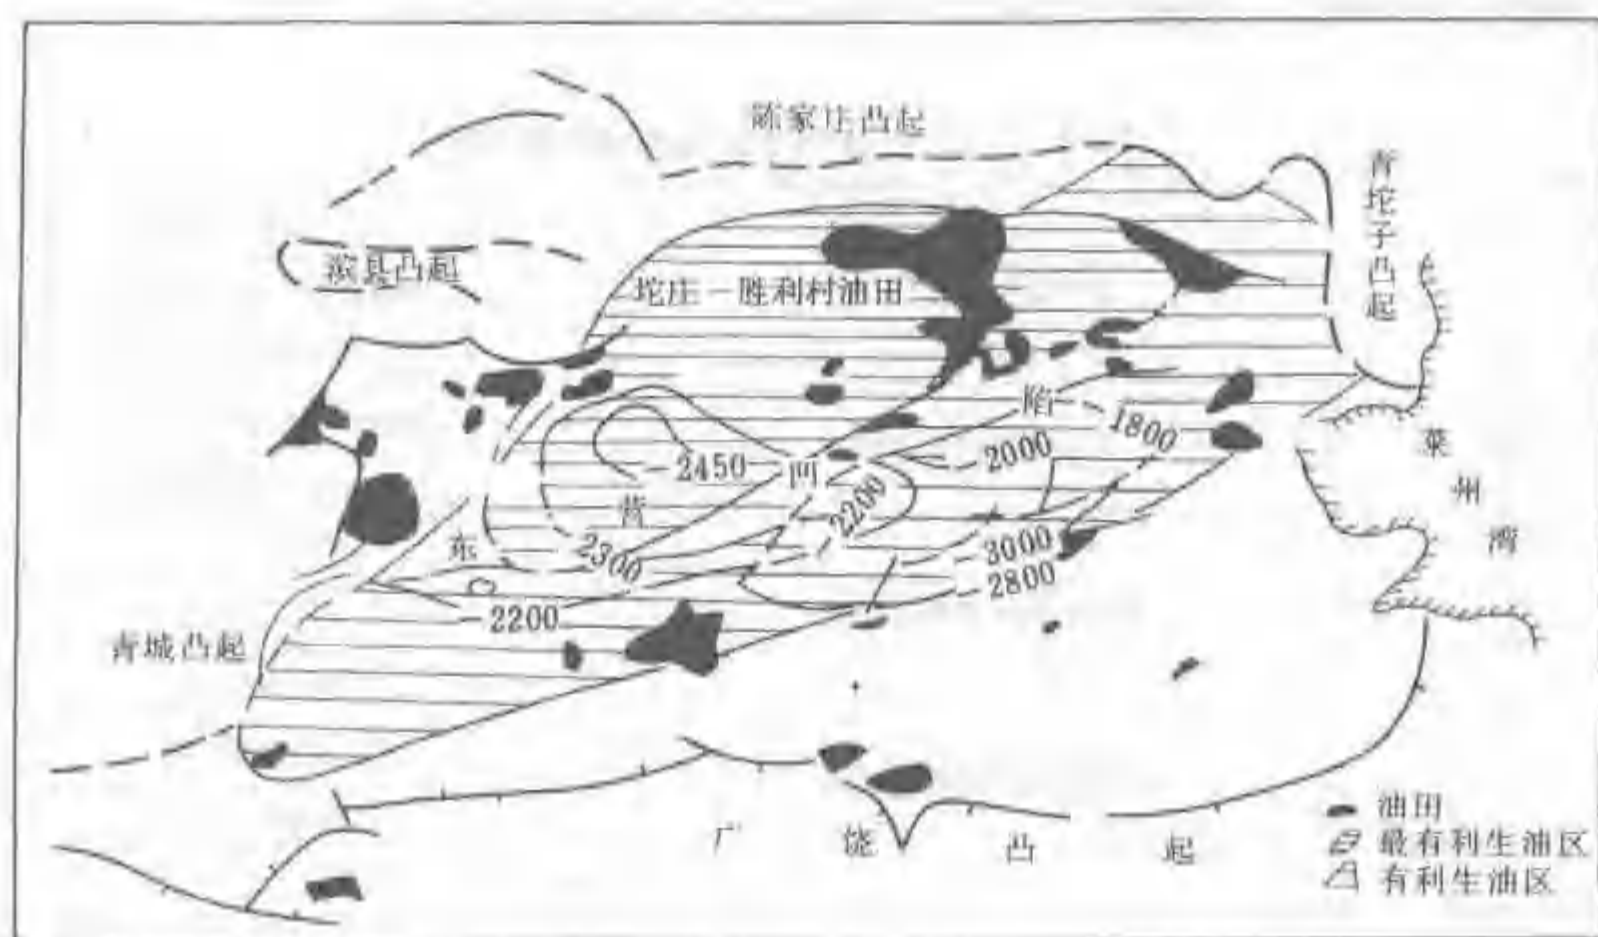 陈家庄凸起
青坨子凸起
滨县凸起
坨庄－胜利村油田
陷
1800
2000
莱州湾
2450
凹
2200
营
东
2300
3000
2800
2200
青城凸起
广饶凸起
油田
最有利生油区
有利生油区